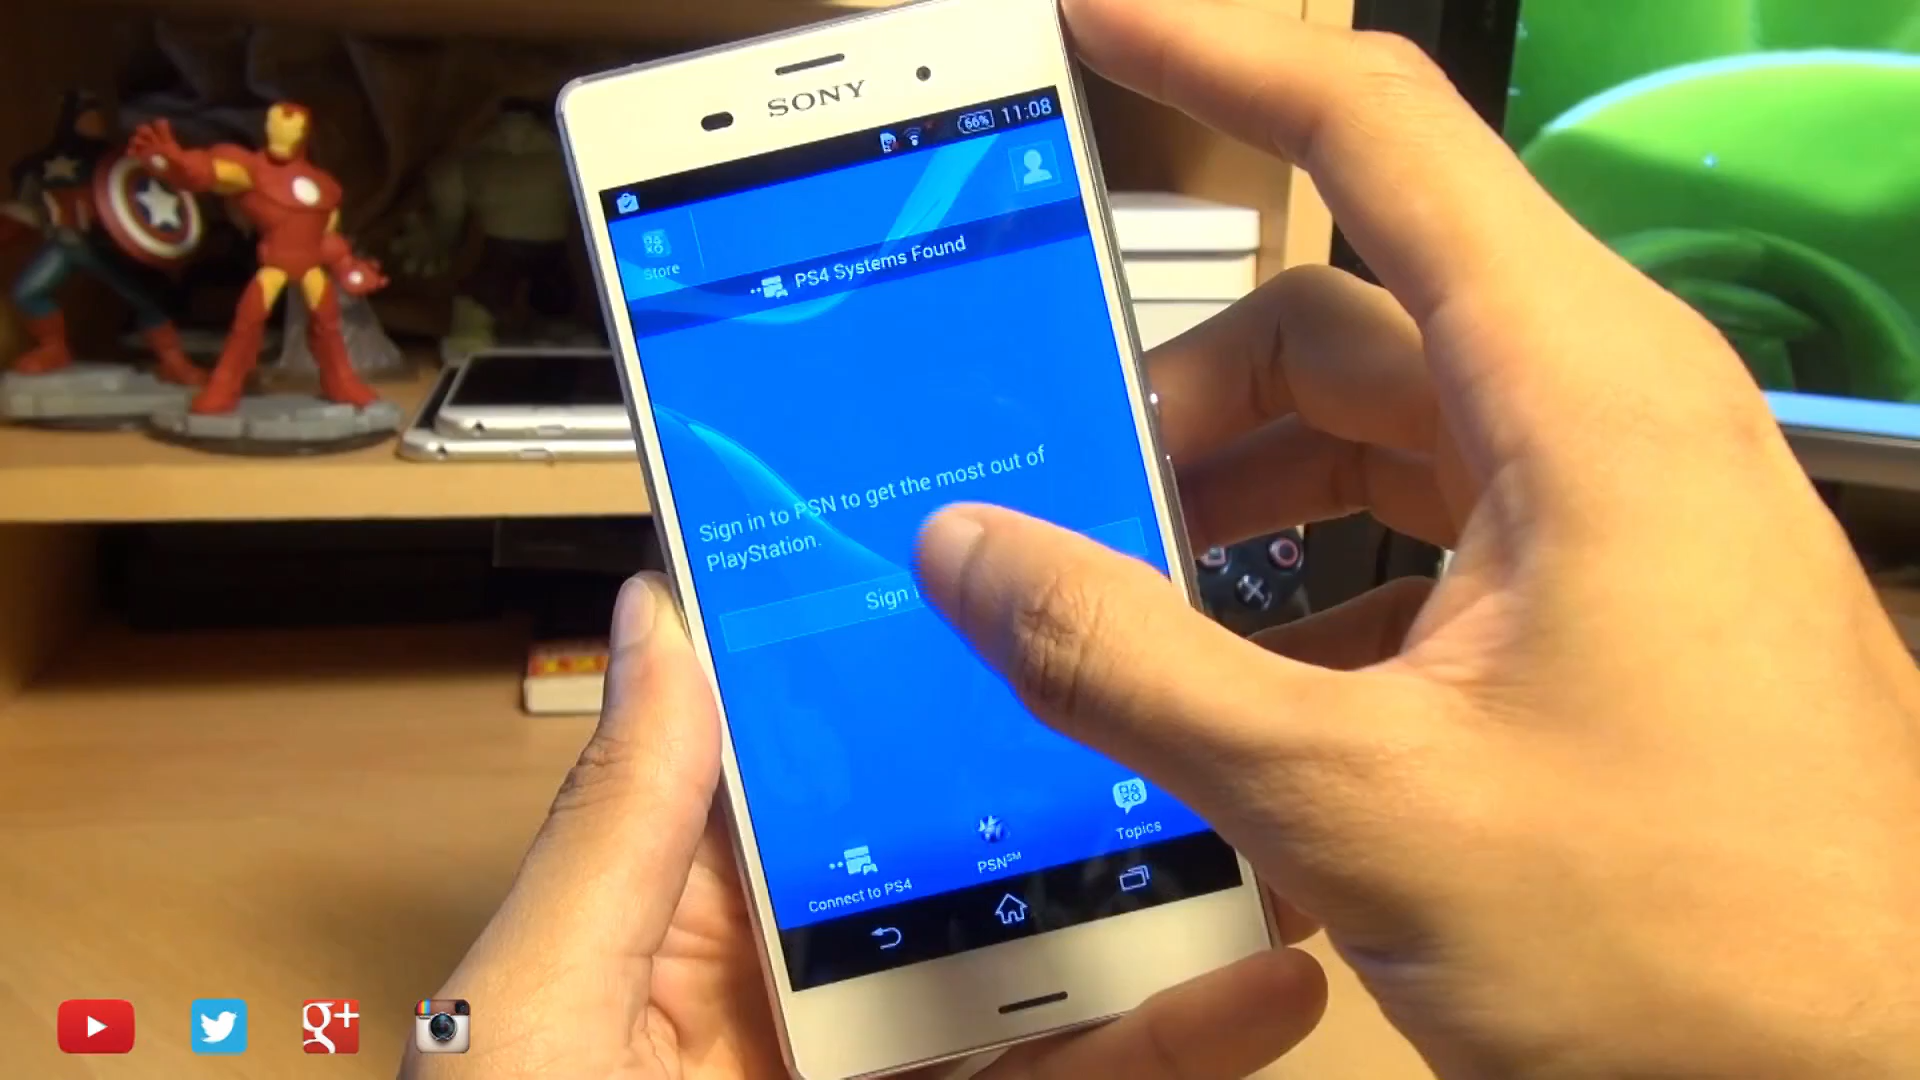 SONY
66% 11:08
Store
PS4 Systems Found
Sign in to PSN to get the most out of
PlayStation.
Sign i
Connect to PS4
PSN℠
Topics
g+